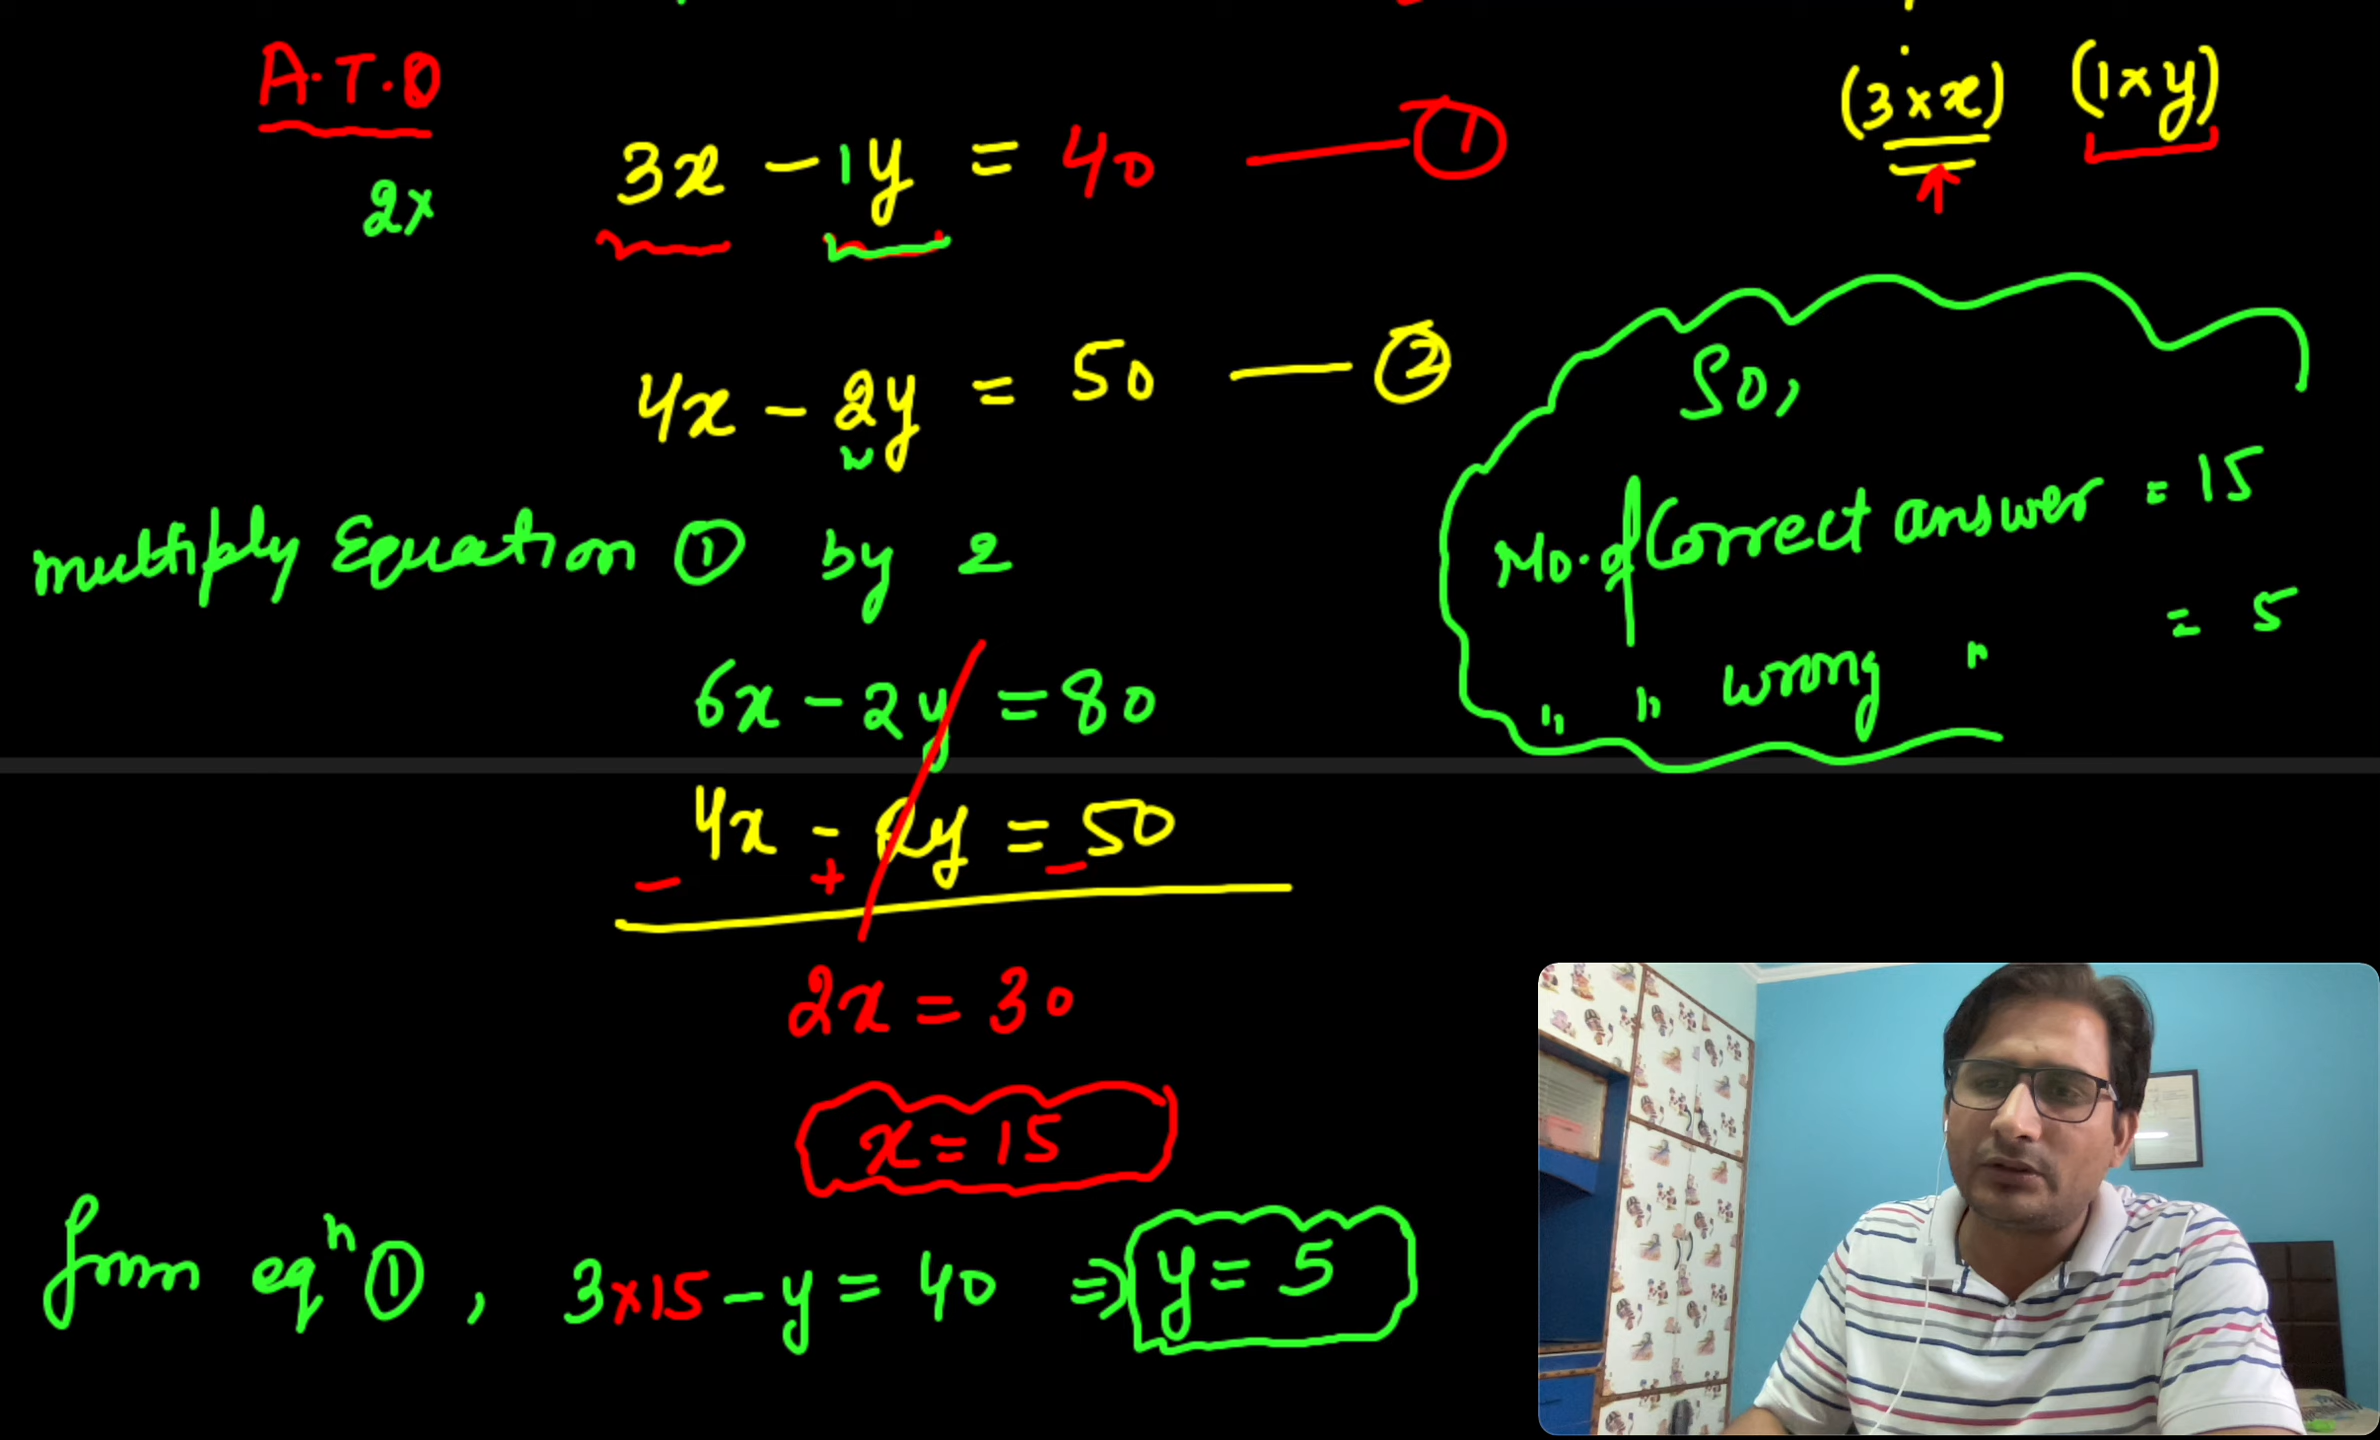 A.T.Q
(3×x) (1×y)
3x - 1y = 40 —— ①
2×
4x - 2y = 50 —— ②
So,
No. of Correct answer = 15
" " wrong " = 5
multiply Equation ① by 2
6x - 2y = 80
4x - 2y = 50
- + -
2x = 30
x = 15
from eqⁿ ①, 3×15 - y = 40 ⇒ y = 5